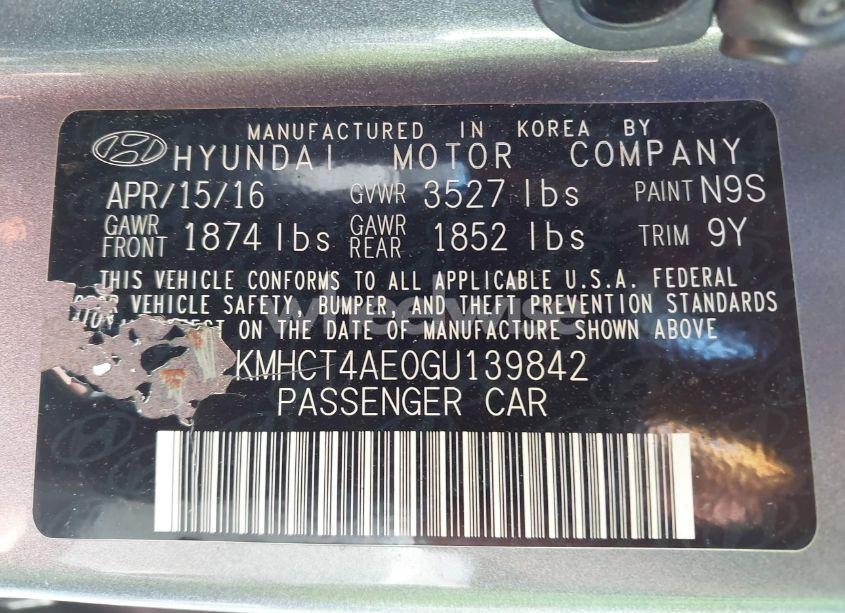 MANUFACTURED IN KOREA BY
HYUNDAI MOTOR COMPANY
APR/15/16 GVWR 3527 lbs PAINT N9S
GAWR FRONT 1874 lbs GAWR REAR 1852 lbs TRIM 9Y
THIS VEHICLE CONFORMS TO ALL APPLICABLE U.S.A. FEDERAL
VEHICLE SAFETY, BUMPER, AND THEFT PREVENTION STANDARDS
ON THE DATE OF MANUFACTURE SHOWN ABOVE.
KMHCT4AE0GU139842
PASSENGER CAR